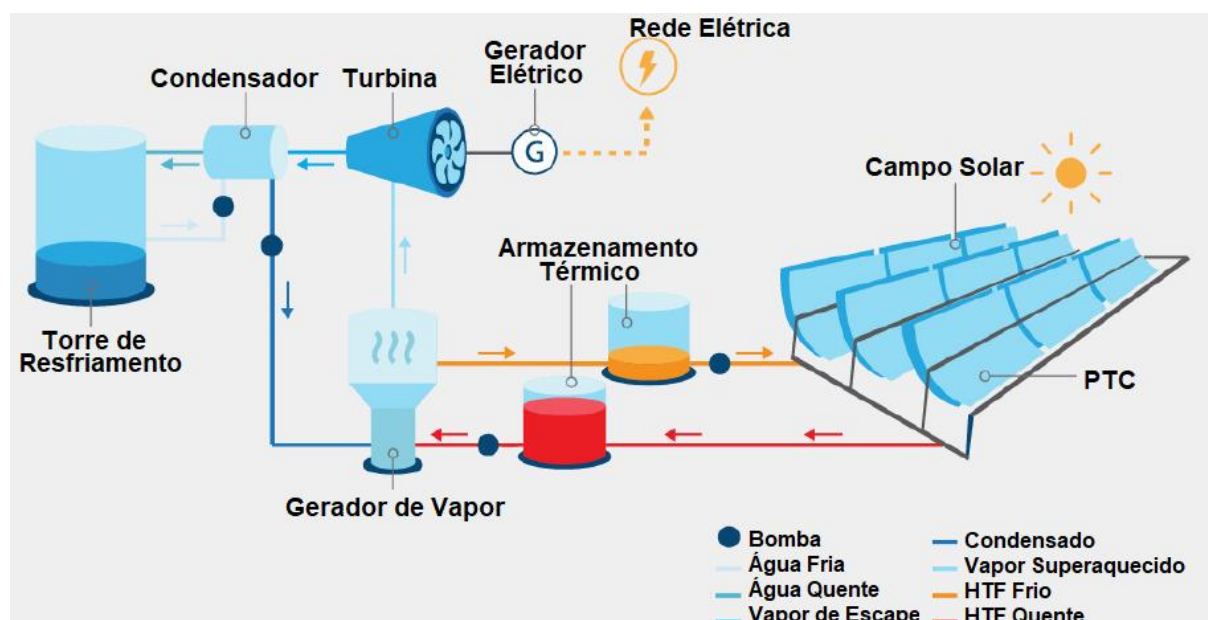 Rede Elétrica
Gerador
Elétrico
Condensador
Turbina
G
Campo Solar
Armazenamento
Térmico
Torre de
Resfriamento
PTC
Gerador de Vapor
Bomba
Condensado
Água Fria
Vapor Superaquecido
Água Quente
HTF Frio
Vapor de Escape
HTF Quente